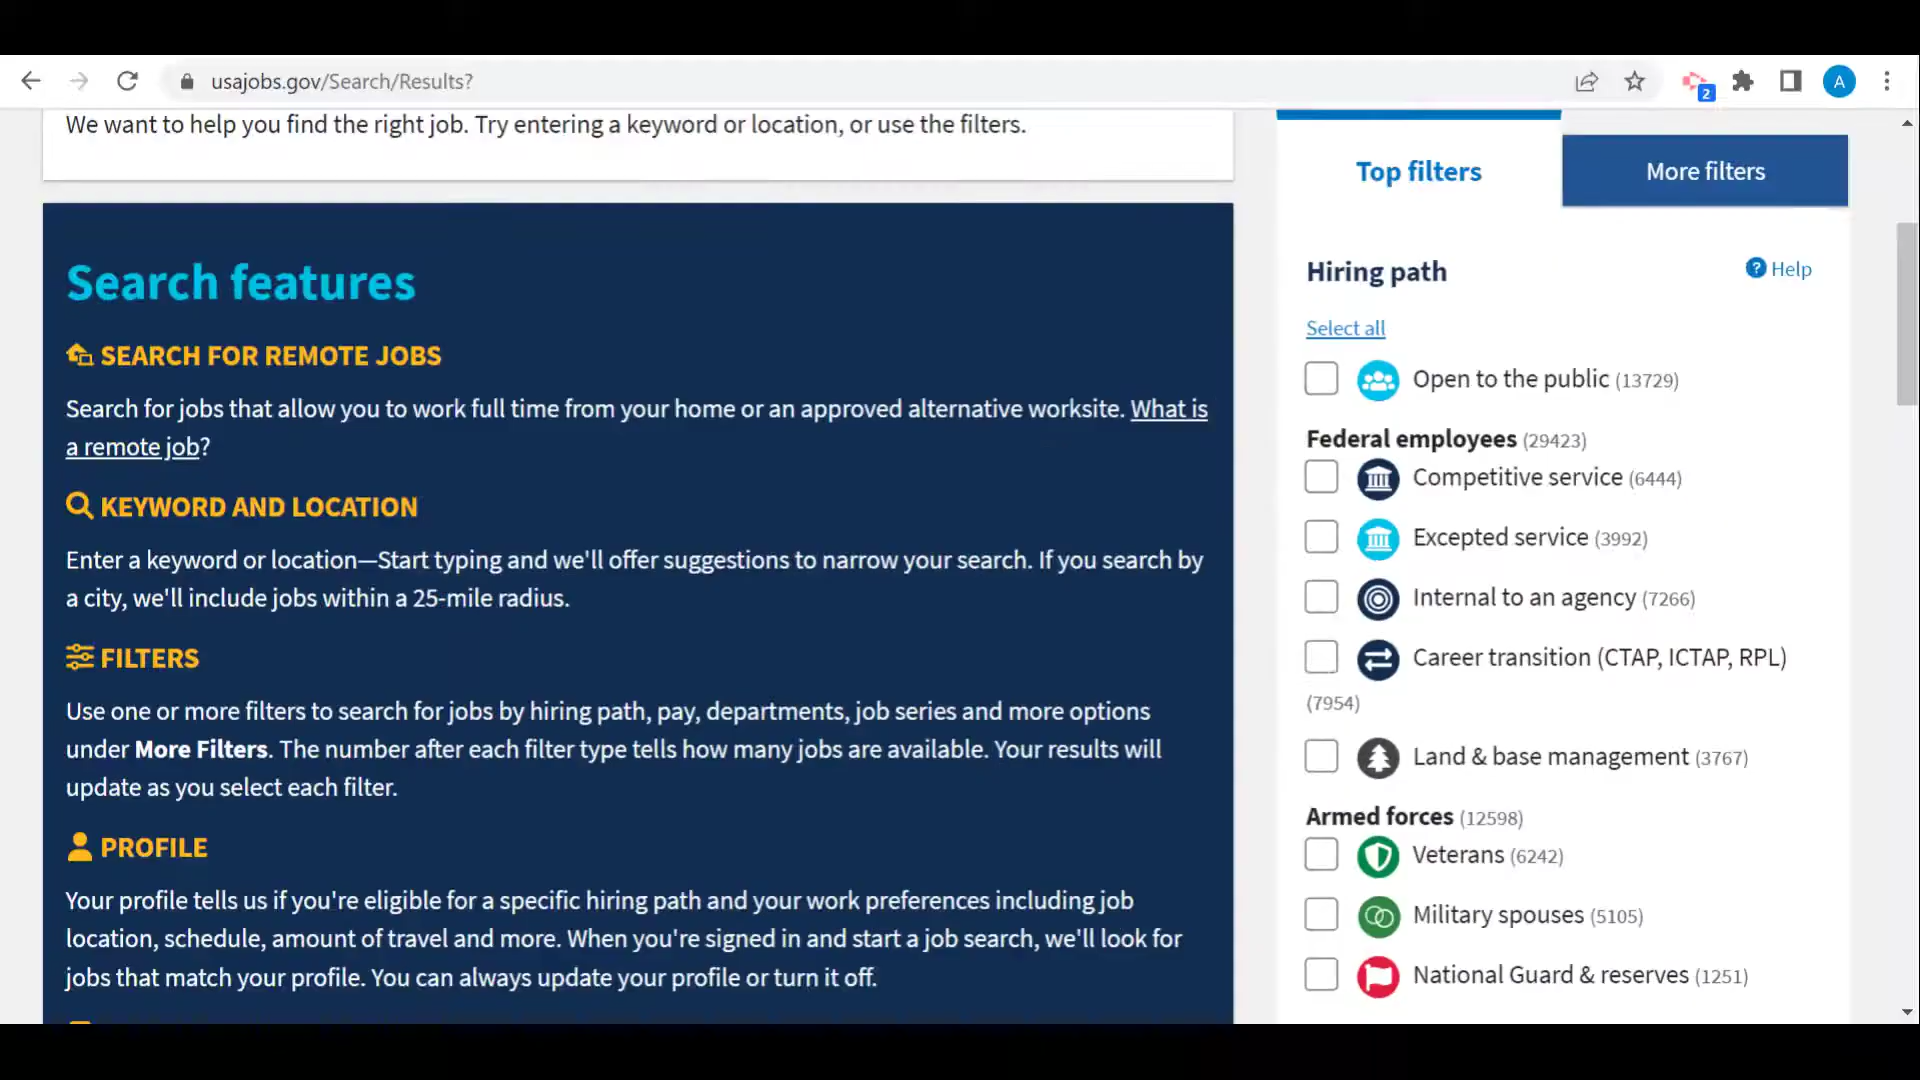 usajobs.gov/Search/Results?
2
A
We want to help you find the right job. Try entering a keyword or location, or use the filters.
Search features
SEARCH FOR REMOTE JOBS
Search for jobs that allow you to work full time from your home or an approved alternative worksite. What is
a remote job?
KEYWORD AND LOCATION
Enter a keyword or location—Start typing and we'll offer suggestions to narrow your search. If you search by
a city, we'll include jobs within a 25-mile radius.
FILTERS
Use one or more filters to search for jobs by hiring path, pay, departments, job series and more options
under More Filters. The number after each filter type tells how many jobs are available. Your results will
update as you select each filter.
PROFILE
Your profile tells us if you're eligible for a specific hiring path and your work preferences including job
location, schedule, amount of travel and more. When you're signed in and start a job search, we'll look for
jobs that match your profile. You can always update your profile or turn it off.
Top filters
More filters
Hiring path
? Help
Select all
Open to the public (13729)
Federal employees (29423)
Competitive service (6444)
Excepted service (3992)
Internal to an agency (7266)
Career transition (CTAP, ICTAP, RPL)
(7954)
Land & base management (3767)
Armed forces (12598)
Veterans (6242)
Military spouses (5105)
National Guard & reserves (1251)